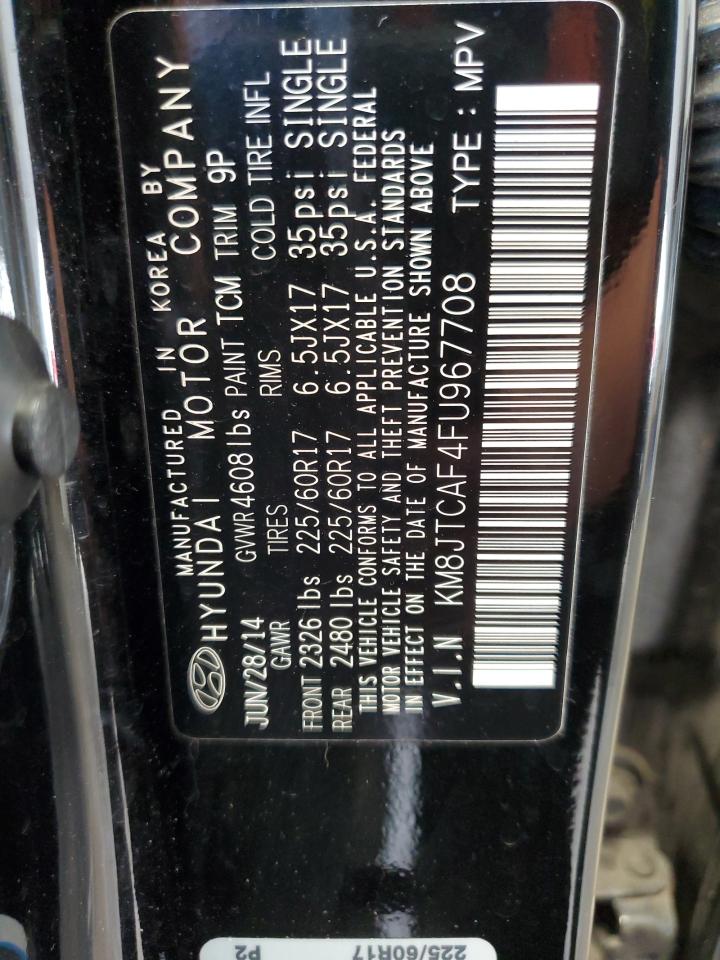 MANUFACTURED IN KOREA BY
HYUNDAI MOTOR COMPANY
JUN/28/14 GVWR 4608 lbs PAINT TCM TRIM 9P
GAWR TIRES RIMS COLD TIRE INFL
FRONT 2326 lbs 225/60R17 6.5JX17 35psi SINGLE
REAR 2480 lbs 225/60R17 6.5JX17 35psi SINGLE
THIS VEHICLE CONFORMS TO ALL APPLICABLE U.S.A. FEDERAL
MOTOR VEHICLE SAFETY AND THEFT PREVENTION STANDARDS
IN EFFECT ON THE DATE OF MANUFACTURE SHOWN ABOVE
V.I.N KM8JTCAF4FU967708 TYPE : MPV
225/60R17
P2